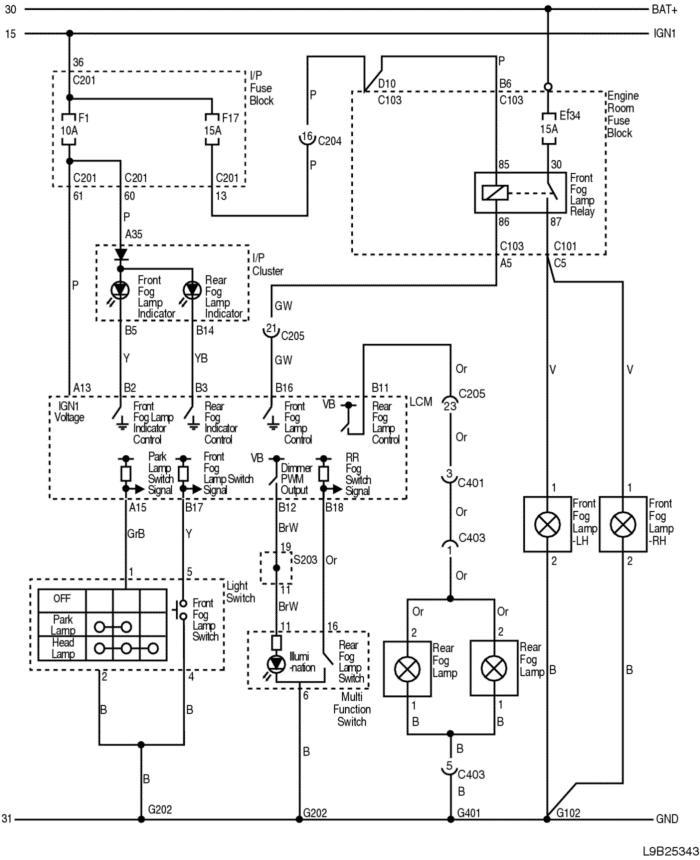 30 BAT+
15 IGN1
36
C201
I/P
Fuse
Block
F1
10A
F17
15A
C201 C201 C201
61 60 13
P
16 C204
P
D10
C103
P
B6
C103
Engine
Room
Fuse
Block
Ef34
15A
85 30
Front
Fog
Lamp
Relay
86 87
C103 C101
A5 C5
P
A35
I/P
Cluster
Front
Fog
Lamp
Indicator
Rear
Fog
Lamp
Indicator
P
B5 B14
Y YB
GW
21 C205
GW
A13 B2 B3 B16 B11
IGN1
Voltage
Front
Fog Lamp
Indicator
Control
Rear
Fog
Indicator
Control
Front
Fog
Lamp
Control
VB
Rear
Fog
Lamp
Control
LCM
Park
Lamp
Switch
Signal
Front
Fog
Lamp Switch
Signal
VB
Dimmer
PWM
Output
RR
Fog
Switch
Signal
A15 B17 B12 B18
GrB Y BrW
19
S203 Or
11
BrW
Or
C205
23
Or
3
C401
Or
C403
1
Or
V V
1 1
Front
Fog
Lamp
-LH
Front
Fog
Lamp
-RH
2 2
1 5
Light
Switch
OFF
Park
Lamp
Head
Lamp
Front
Fog
Lamp
Switch
2 4
B B
11 16
Illumi
-nation
Rear
Fog
Lamp
Switch
6
Multi
Function
Switch
B
Or Or
2 2
Rear
Fog
Lamp
Rear
Fog
Lamp
1 1
B B
B
5
C403
B
B B
B
31 G202 G202 G401 G102 GND
L9B25343